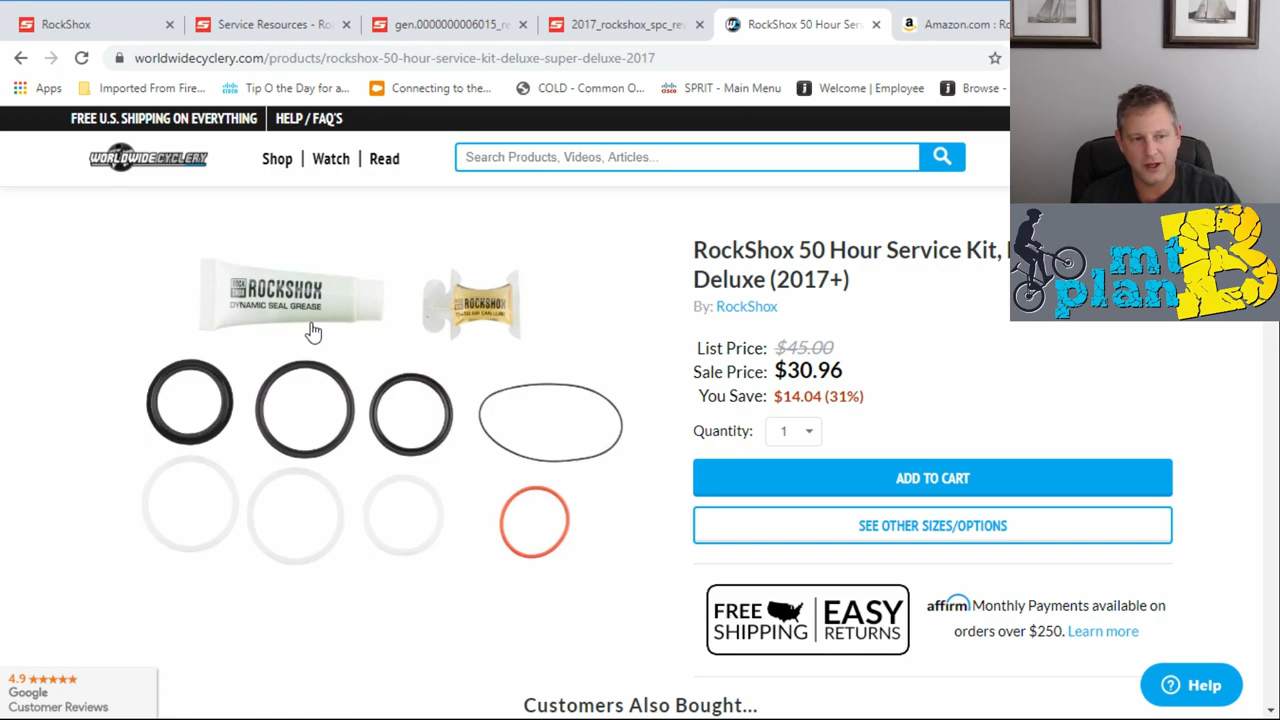 RockShox
Service Resources - Ro
gen.0000000006015_re
2017_rockshox_spc_re
RockShox 50 Hour Ser
Amazon.com : Ro
worldwidecyclery.com/products/rockshox-50-hour-service-kit-deluxe-super-deluxe-2017
Apps
Imported From Fire...
Tip O the Day for a...
Connecting to the...
COLD - Common O...
SPRIT - Main Menu
Welcome | Employee
Browse -
FREE U.S. SHIPPING ON EVERYTHING
HELP / FAQ'S
WORLDWIDE CYCLERY
Shop | Watch | Read
Search Products, Videos, Articles...
mt B
plan
ROCKSHOX
DYNAMIC SEAL GREASE
ROCKSHOX
AIR CAN LUBE
RockShox 50 Hour Service Kit,
Deluxe (2017+)
By: RockShox
List Price: $45.00
Sale Price: $30.96
You Save: $14.04 (31%)
Quantity: 1
ADD TO CART
SEE OTHER SIZES/OPTIONS
FREE SHIPPING
EASY RETURNS
affirm Monthly Payments available on
orders over $250. Learn more
4.9
Google
Customer Reviews
Customers Also Bought...
Help